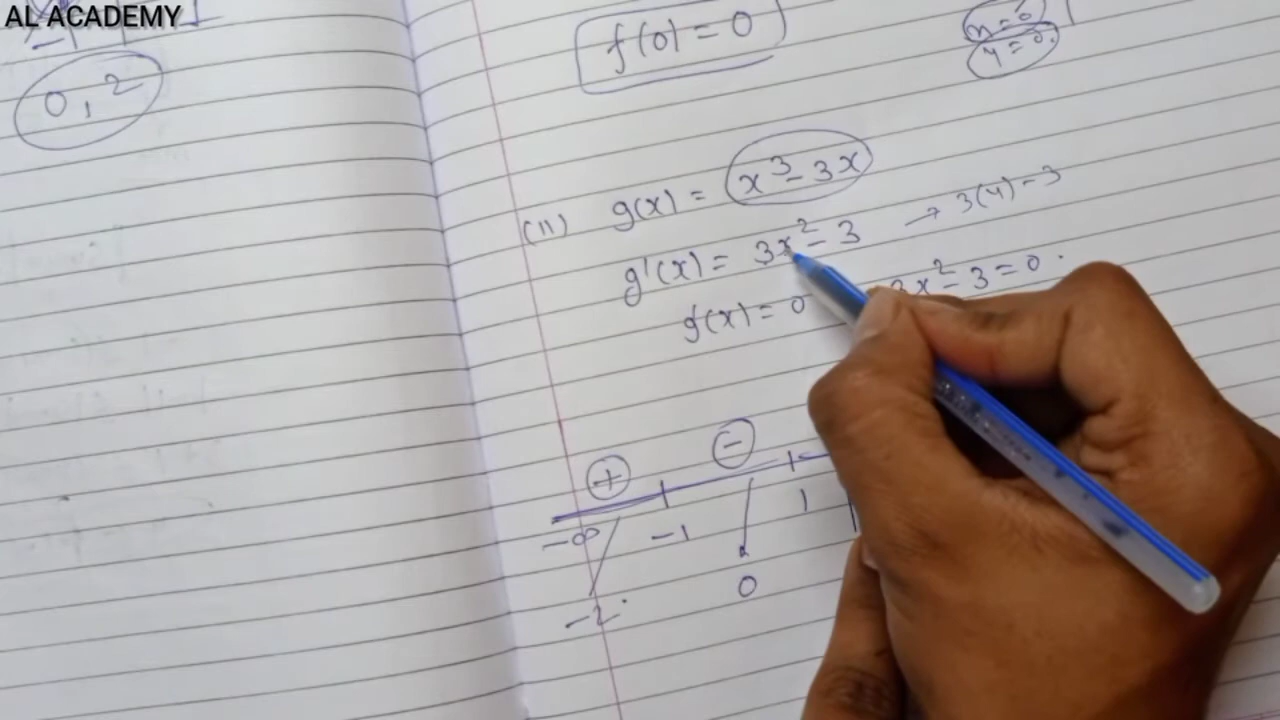 AL ACADEMY
f(0) = 0
x = 0
y = 0.
0, 2
(11) g(x) = x³ - 3x
g'(x) = 3x² - 3 → 3(4) - 3
g'(x) = 0 3x² - 3 = 0.
+ -
-∞ -1 1
-2 0